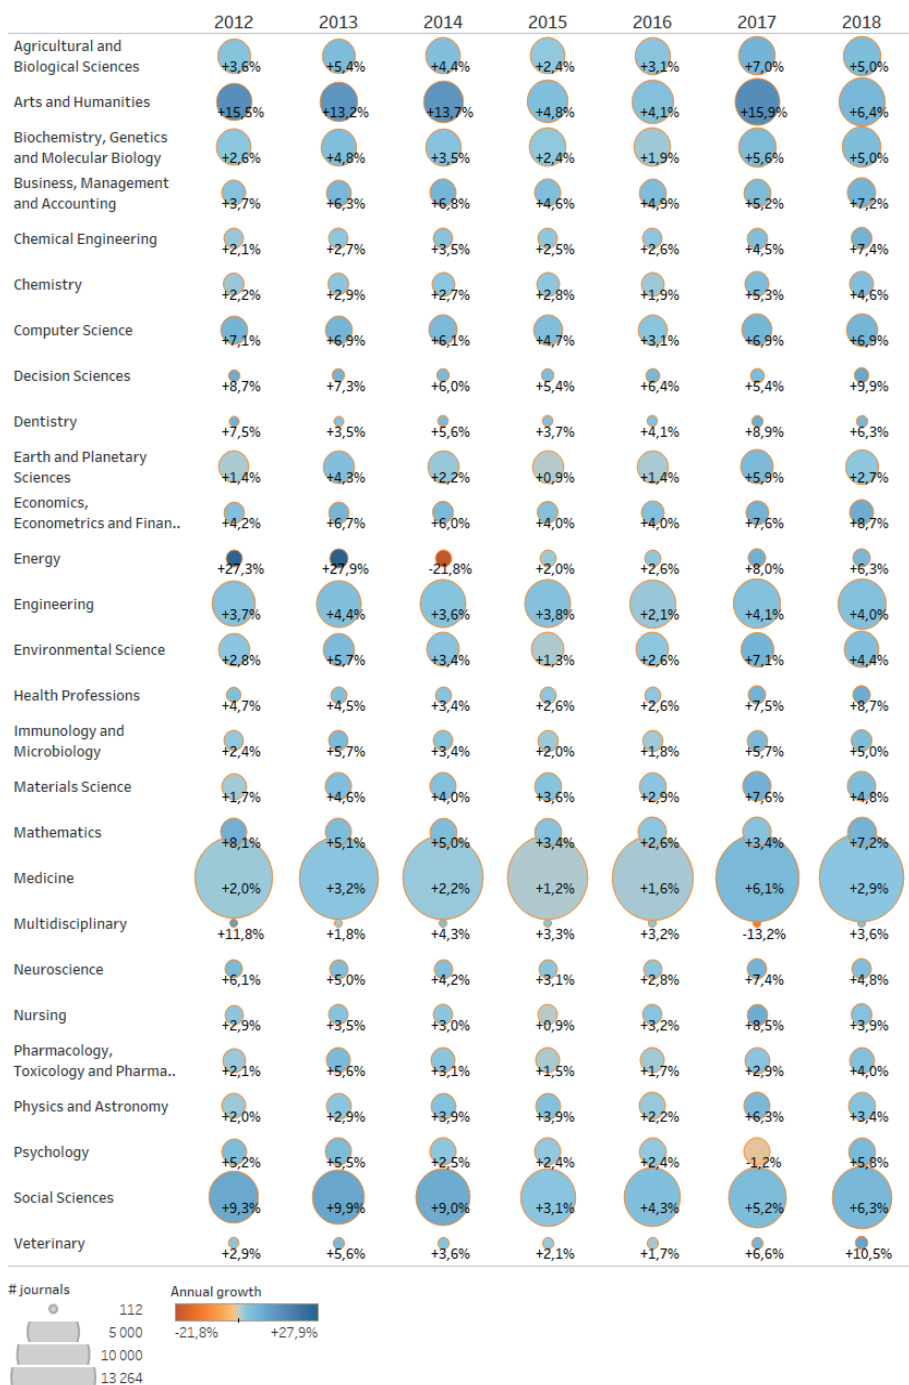 2012 2013 2014 2015 2016 2017 2018
Agricultural and
Biological Sciences +3,6% +5,4% +4,4% +2,4% +3,1% +7,0% +5,0%
Arts and Humanities +15,5% +13,2% +13,7% +4,8% +4,1% +15,9% +6,4%
Biochemistry, Genetics
and Molecular Biology +2,6% +4,8% +3,5% +2,4% +1,9% +5,6% +5,0%
Business, Management
and Accounting +3,7% +6,3% +6,8% +4,6% +4,9% +5,2% +7,2%
Chemical Engineering +2,1% +2,7% +3,5% +2,5% +2,6% +4,5% +7,4%
Chemistry +2,2% +2,9% +2,7% +2,8% +1,9% +5,3% +4,6%
Computer Science +7,1% +6,9% +6,1% +4,7% +3,1% +6,9% +6,9%
Decision Sciences +8,7% +7,3% +6,0% +5,4% +6,4% +5,4% +9,9%
Dentistry +7,5% +3,5% +5,6% +3,7% +4,1% +8,9% +6,3%
Earth and Planetary
Sciences +1,4% +4,3% +2,2% +0,9% +1,4% +5,9% +2,7%
Economics,
Econometrics and Finan.. +4,2% +6,7% +6,0% +4,0% +4,0% +7,6% +8,7%
Energy +27,3% +27,9% -21,8% +2,0% +2,6% +8,0% +6,3%
Engineering +3,7% +4,4% +3,6% +3,8% +2,1% +4,1% +4,0%
Environmental Science +2,8% +5,7% +3,4% +1,3% +2,6% +7,1% +4,4%
Health Professions +4,7% +4,5% +3,4% +2,6% +2,6% +7,5% +8,7%
Immunology and
Microbiology +2,4% +5,7% +3,4% +2,0% +1,8% +5,7% +5,0%
Materials Science +1,7% +4,6% +4,0% +3,6% +2,9% +7,6% +4,8%
Mathematics +8,1% +5,1% +5,0% +3,4% +2,6% +3,4% +7,2%
Medicine +2,0% +3,2% +2,2% +1,2% +1,6% +6,1% +2,9%
Multidisciplinary +11,8% +1,8% +4,3% +3,3% +3,2% -13,2% +3,6%
Neuroscience +6,1% +5,0% +4,2% +3,1% +2,8% +7,4% +4,8%
Nursing +2,9% +3,5% +3,0% +0,9% +3,2% +8,5% +3,9%
Pharmacology,
Toxicology and Pharma.. +2,1% +5,6% +3,1% +1,5% +1,7% +2,9% +4,0%
Physics and Astronomy +2,0% +2,9% +3,9% +3,9% +2,2% +6,3% +3,4%
Psychology +5,2% +5,5% +2,5% +2,4% +2,4% -1,2% +5,8%
Social Sciences +9,3% +9,9% +9,0% +3,1% +4,3% +5,2% +6,3%
Veterinary +2,9% +5,6% +3,6% +2,1% +1,7% +6,6% +10,5%
# journals
112
5 000
10 000
13 264
Annual growth
-21,8% +27,9%